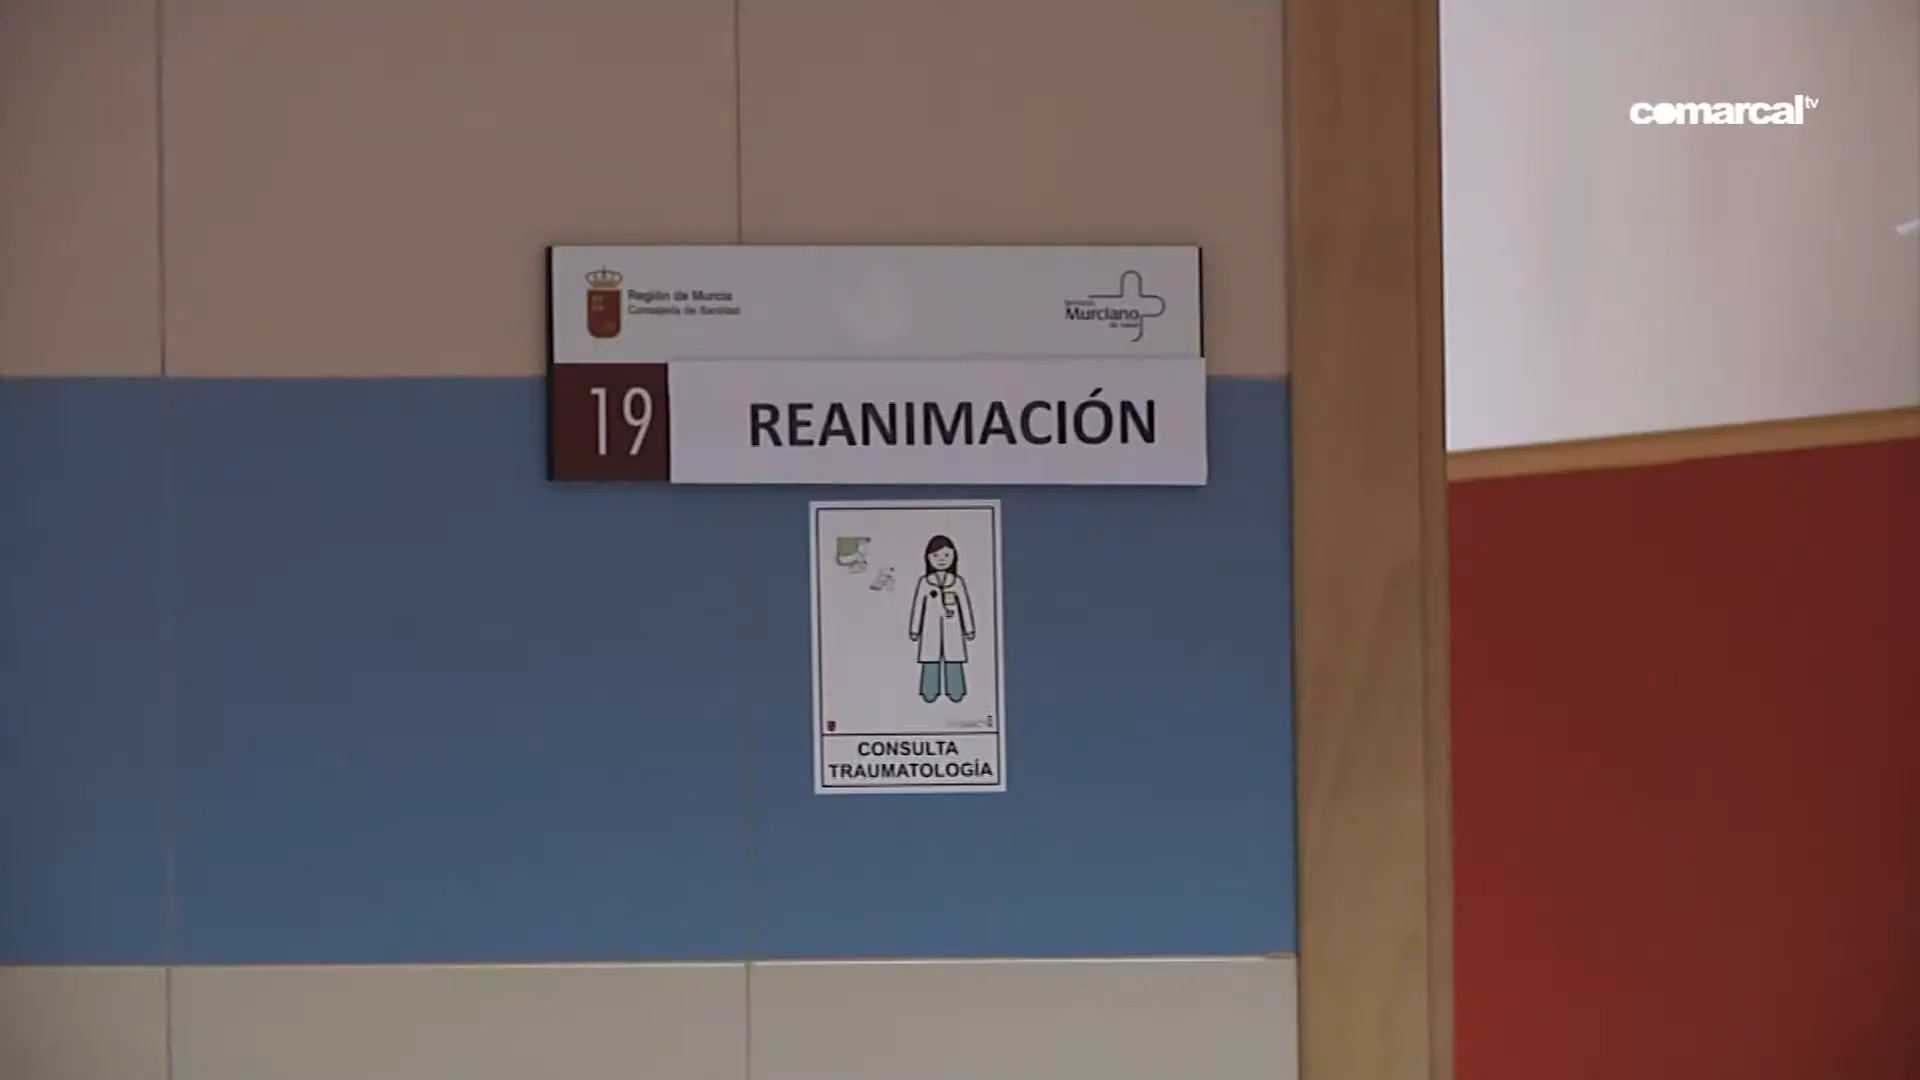 comarcal tv
Región de Murcia
Consejería de Sanidad
Murciano
19
REANIMACIÓN
CONSULTA
TRAUMATOLOGÍA